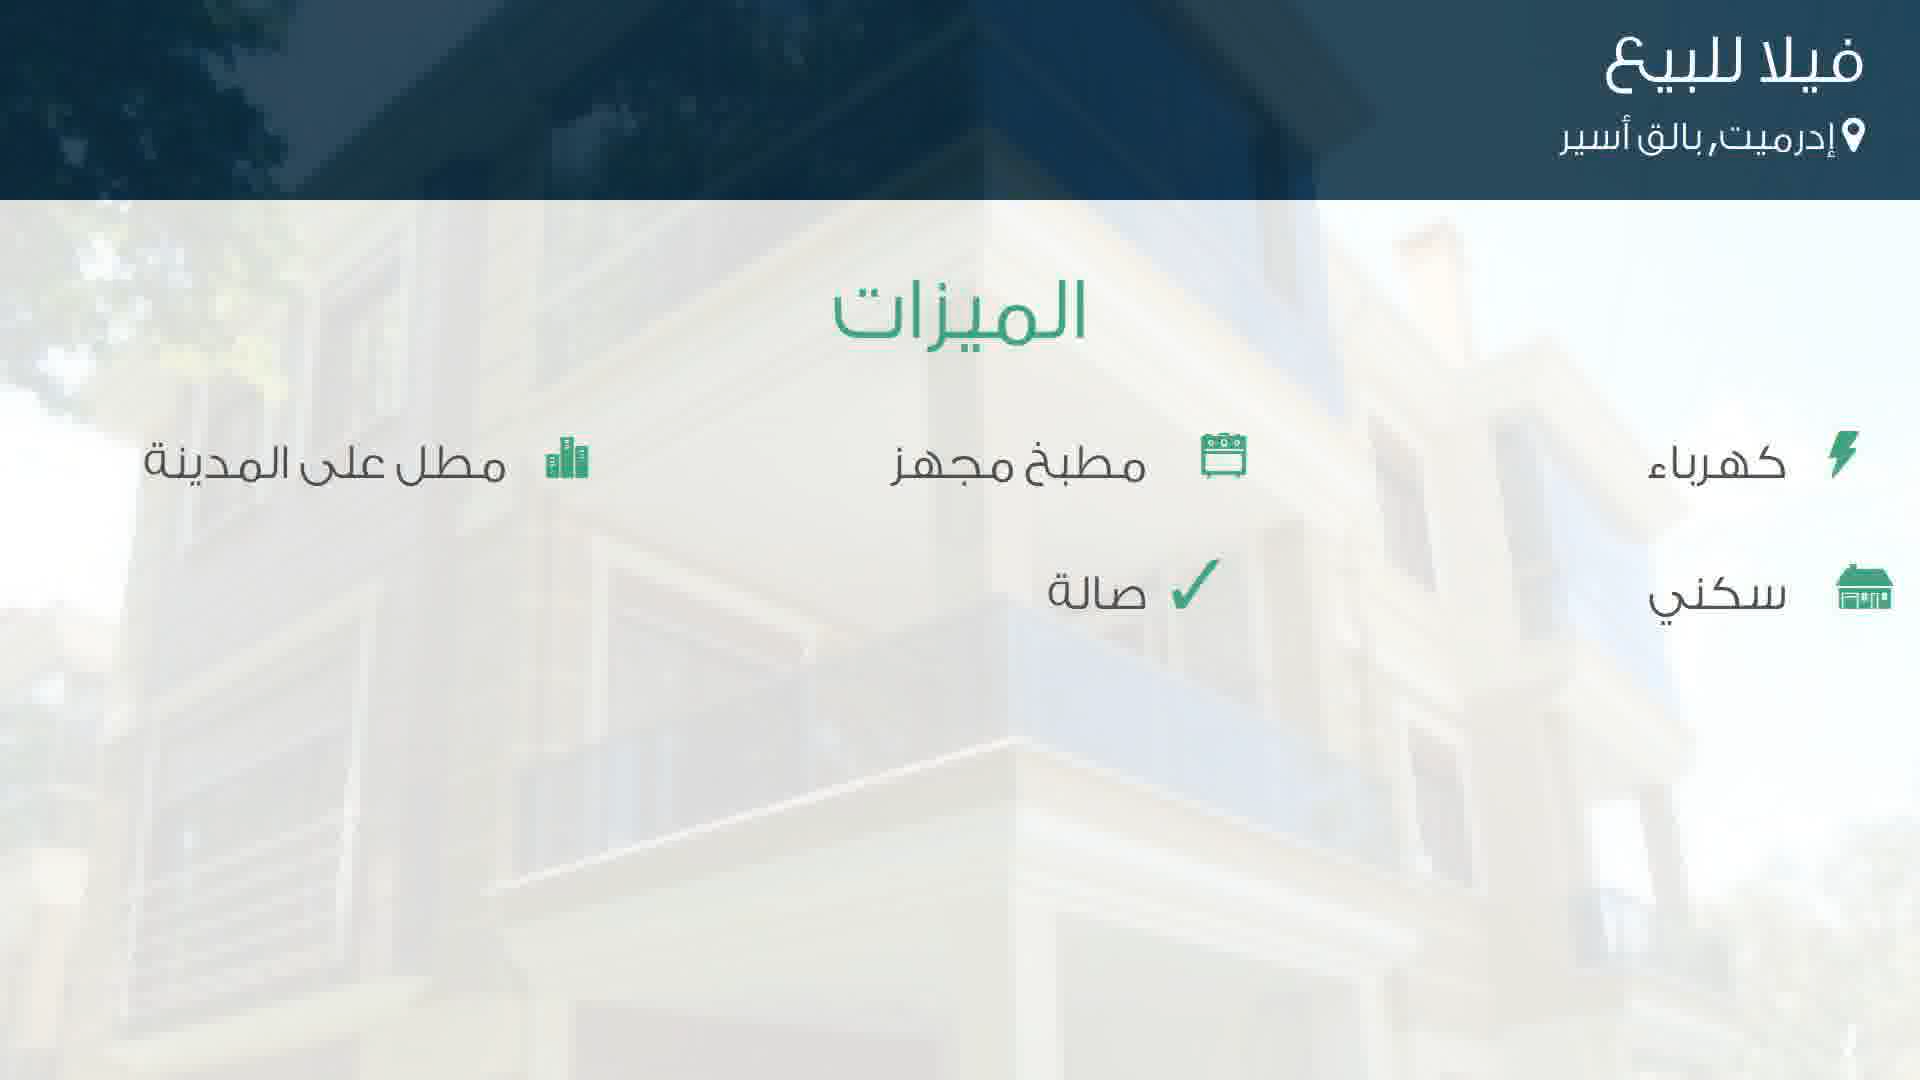 فيلا للبيع
إدرميت, بالق أسير
الميزات
كهرباء
مطبخ مجهز
مطل على المدينة
سكني
صالة